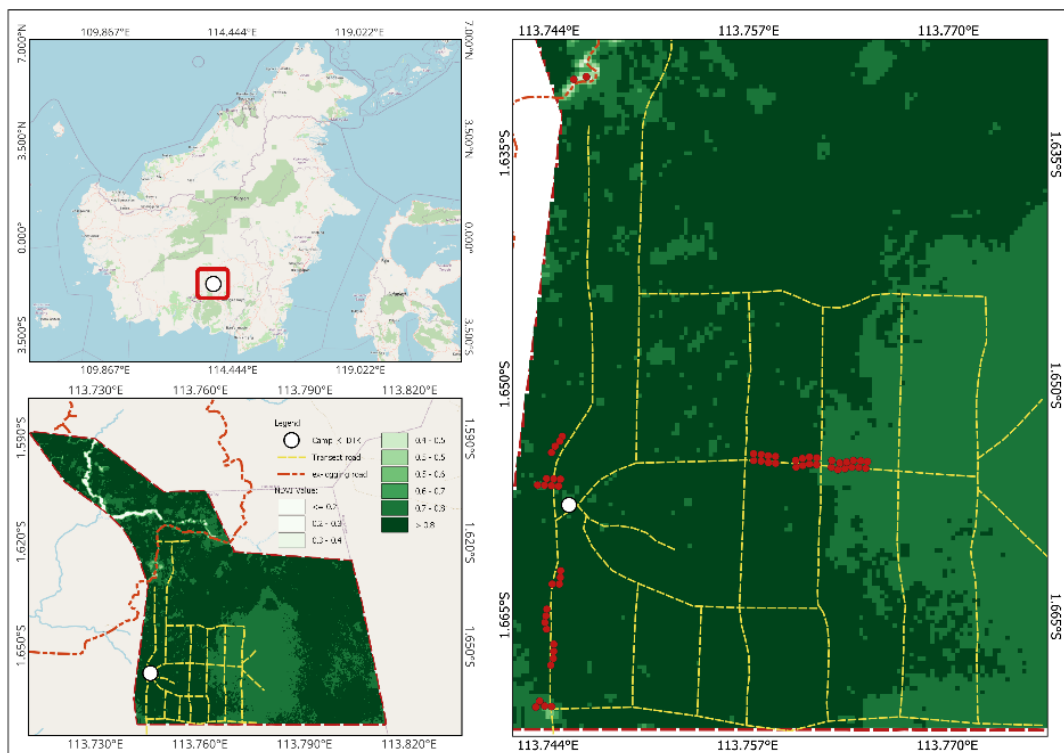 109.867°E 114.444°E 119.022°E
7.000°N
7.000°N
3.500°N
3.500°N
0.000°
0.000°
3.500°S
3.500°S
109.867°E 114.444°E 119.022°E
113.730°E 113.760°E 113.790°E 113.820°E
1.590°S
1.590°S
1.620°S
1.620°S
1.650°S
1.650°S
Legend
Transect road
ex-logging road
NDVI Value:
<= 0.2
0.2 - 0.3
0.3 - 0.4
0.4 - 0.5
0.5 - 0.6
0.6 - 0.7
0.7 - 0.8
> 0.8
113.730°E 113.760°E 113.790°E 113.820°E
113.744°E 113.757°E 113.770°E
1.635°S
1.635°S
1.650°S
1.650°S
1.665°S
1.665°S
113.744°E 113.757°E 113.770°E